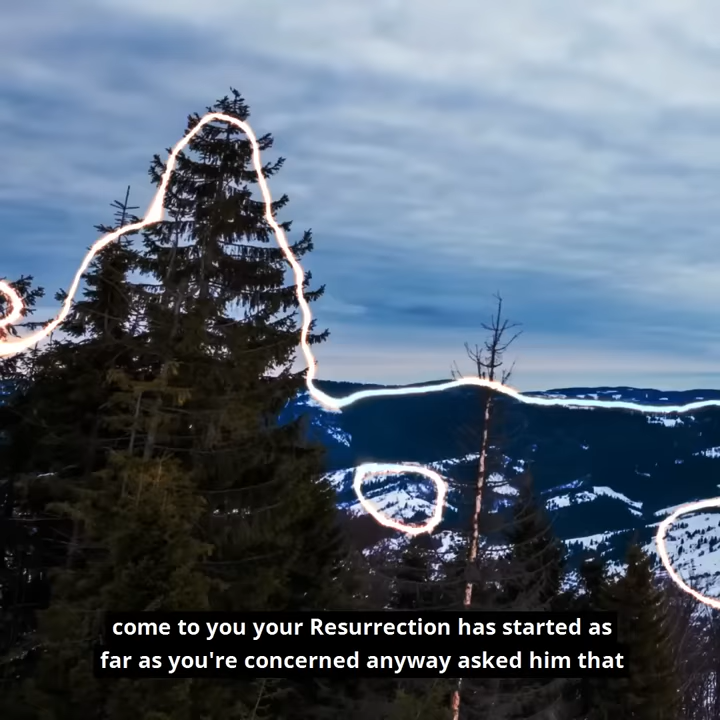 come to you your Resurrection has started as
far as you're concerned anyway asked him that